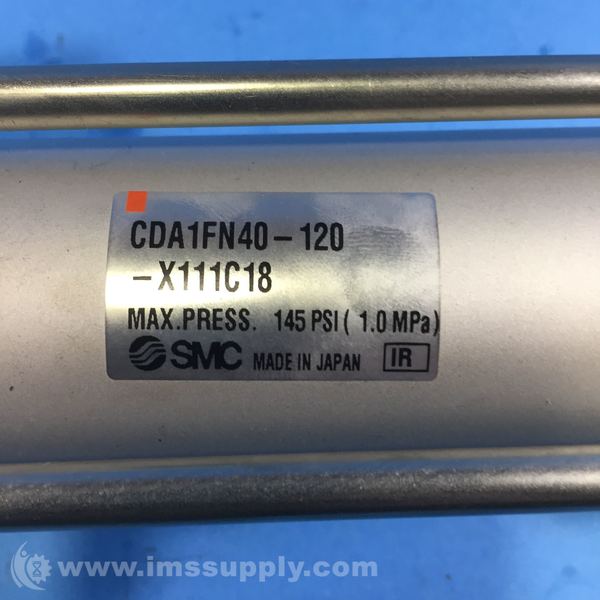 CDA1FN40-120
-X111C18
MAX.PRESS. 145 PSI ( 1.0 MPa)
SMC MADE IN JAPAN IR
www.imssupply.com